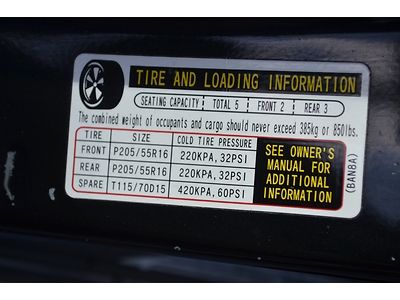 TIRE AND LOADING INFORMATION
SEATING CAPACITY TOTAL 5 FRONT 2 REAR 3
The combined weight of occupants and cargo should never exceed 385kg or 850lbs.
TIRE SIZE COLD TIRE PRESSURE
FRONT P205/55R16 220KPA,32PSI
REAR P205/55R16 220KPA,32PSI
SPARE T115/70D15 420KPA,60PSI
SEE OWNER'S
MANUAL FOR
ADDITIONAL
INFORMATION
(BAN8A)